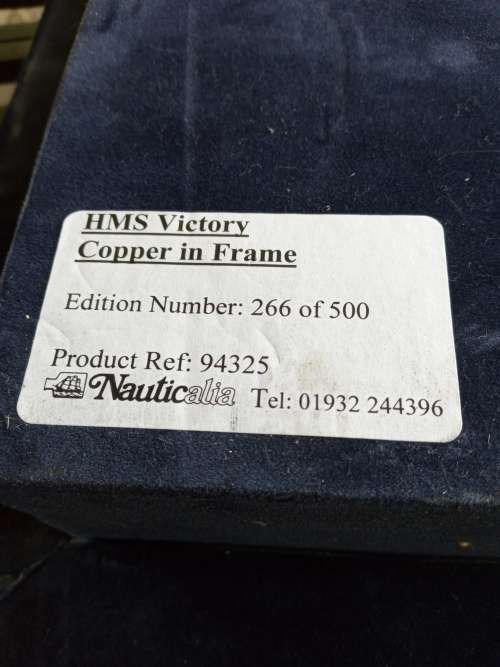 HMS Victory
Copper in Frame
Edition Number: 266 of 500
Product Ref: 94325
Nauticalia Tel: 01932 244396